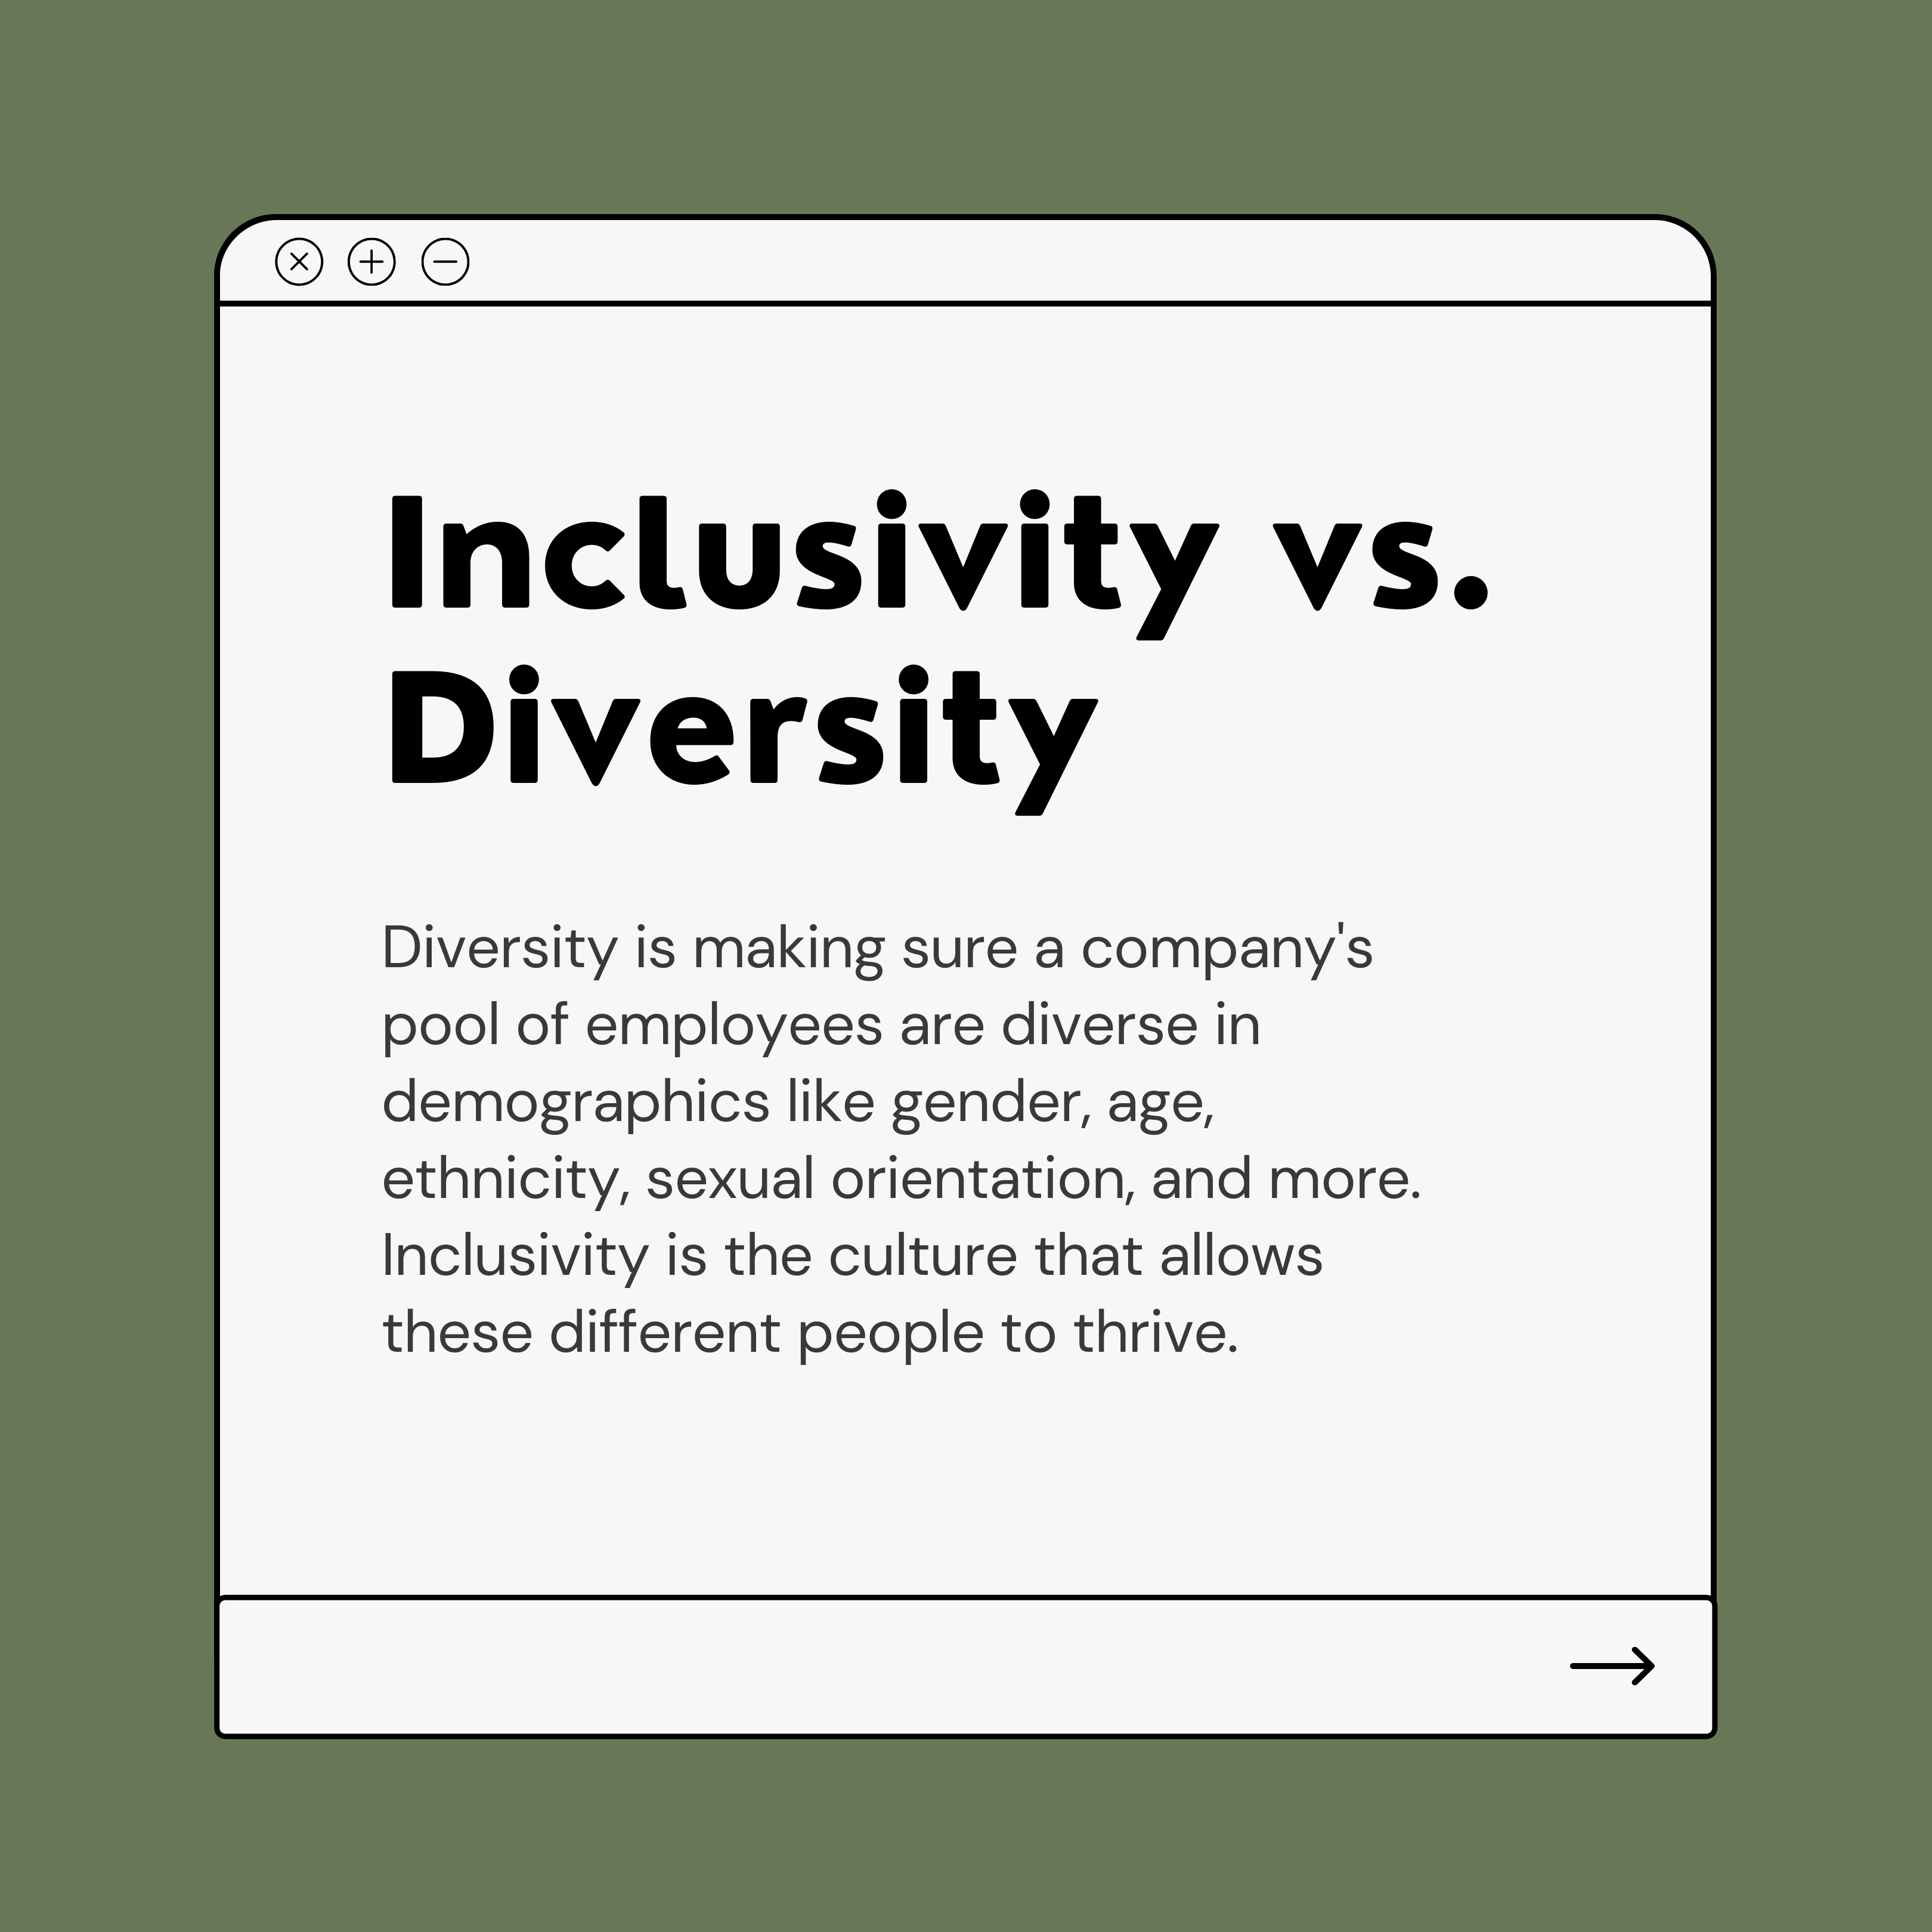 Inclusivity vs.
Diversity
Diversity is making sure a company's
pool of employees are diverse in
demographics like gender, age,
ethnicity, sexual orientation, and more.
Inclusivity is the culture that allows
these different people to thrive.